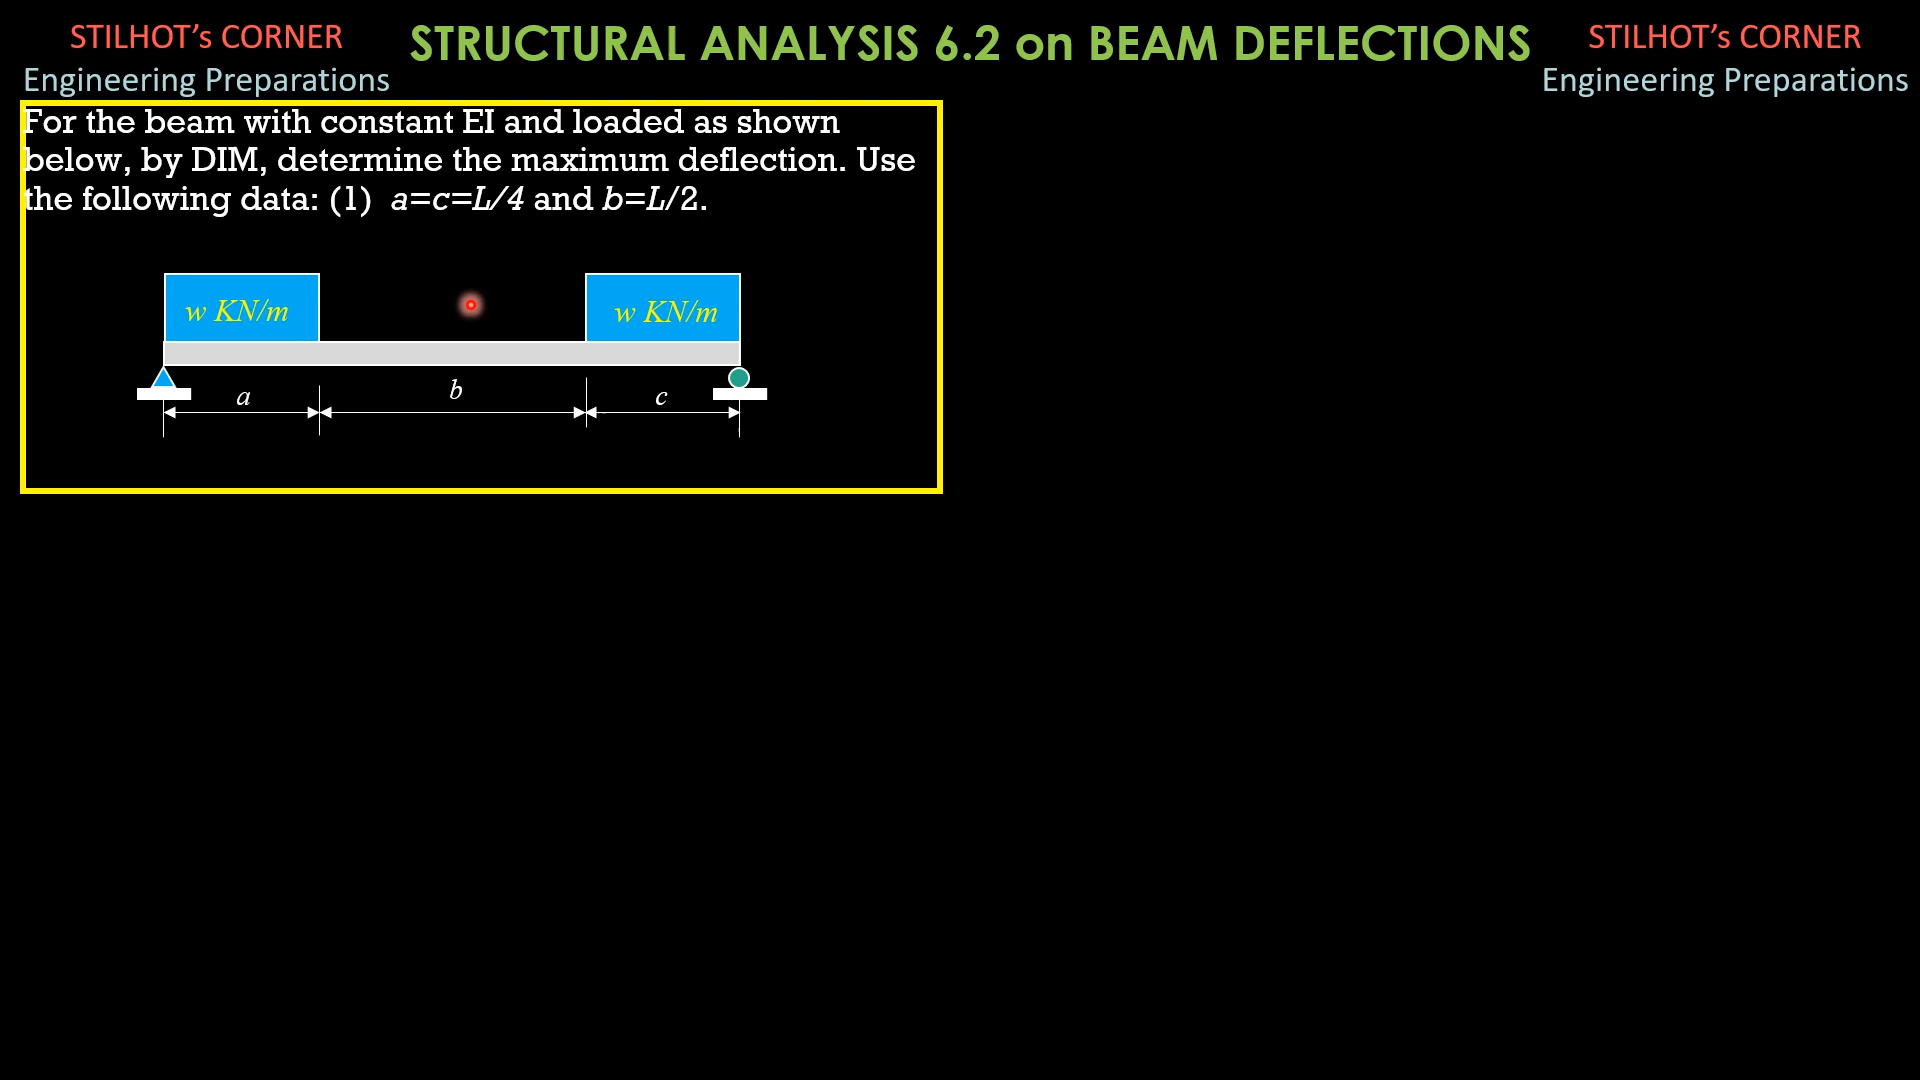 STILHOT's CORNER
Engineering Preparations
STRUCTURAL ANALYSIS 6.2 on BEAM DEFLECTIONS
STILHOT's CORNER
Engineering Preparations
For the beam with constant EI and loaded as shown
below, by DIM, determine the maximum deflection. Use
the following data: (1) a=c=L/4 and b=L/2.
w KN/m
w KN/m
a
b
c